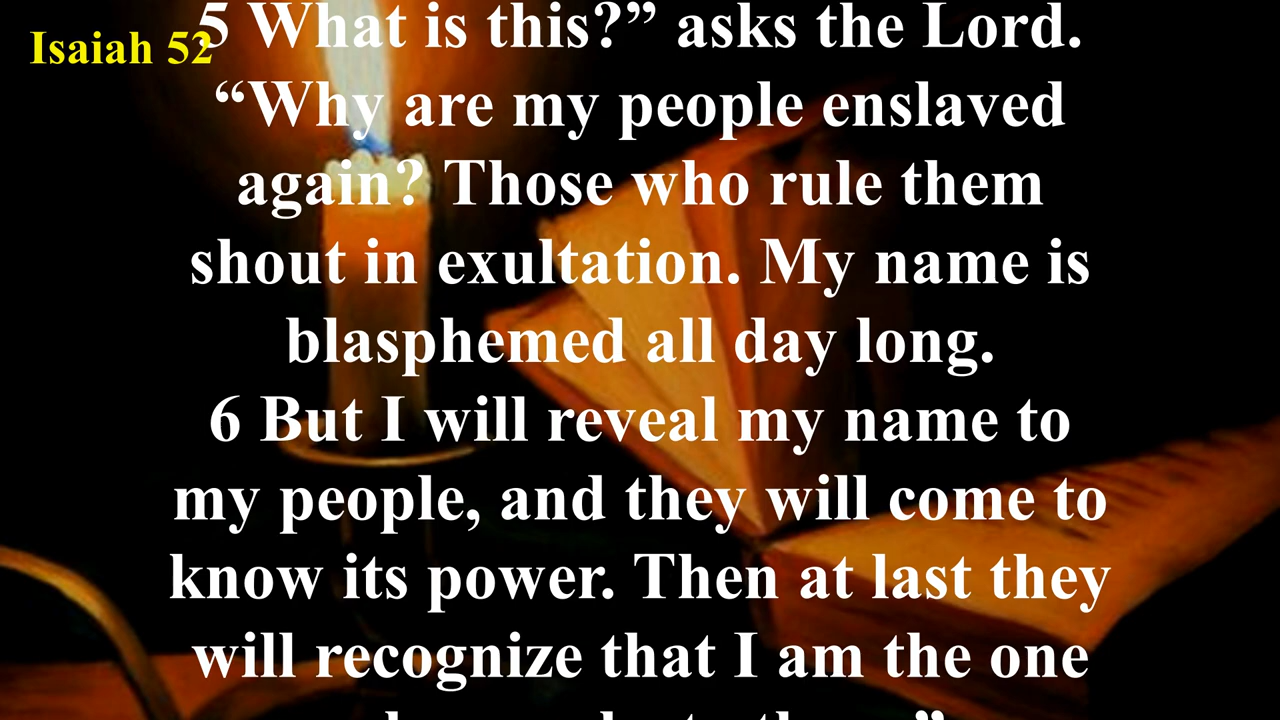 Isaiah 52
5 What is this?” asks the Lord.
“Why are my people enslaved
again? Those who rule them
shout in exultation. My name is
blasphemed all day long.
6 But I will reveal my name to
my people, and they will come to
know its power. Then at last they
will recognize that I am the one